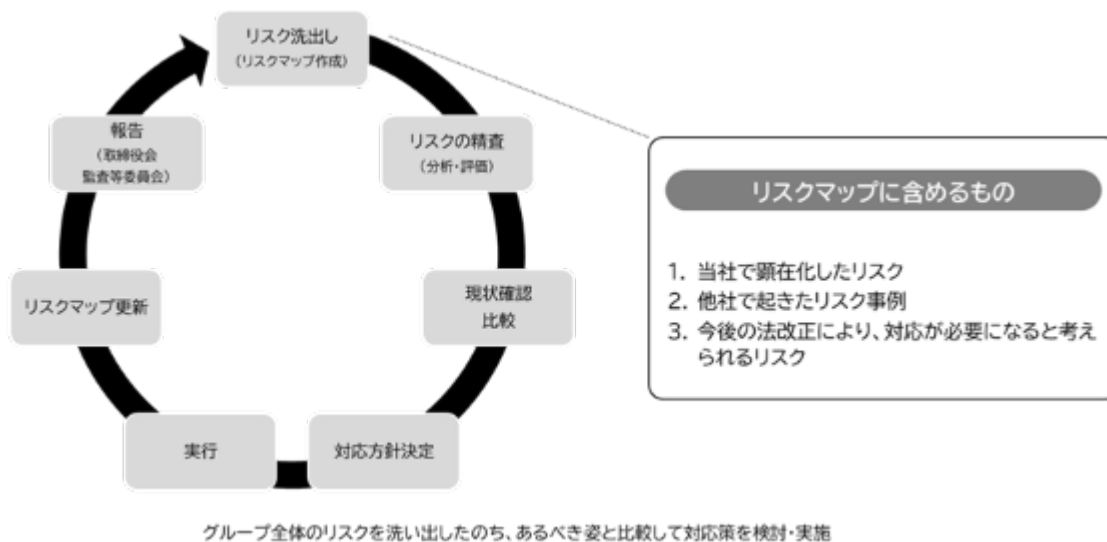 リスク洗出し
(リスクマップ作成)
リスクの精査
(分析・評価)
現状確認
比較
対応方針決定
実行
リスクマップ更新
報告
(取締役会
監査等委員会)
リスクマップに含めるもの
1. 当社で顕在化したリスク
2. 他社で起きたリスク事例
3. 今後の法改正により、対応が必要になると考え
られるリスク
グループ全体のリスクを洗い出したのち、あるべき姿と比較して対応策を検討・実施